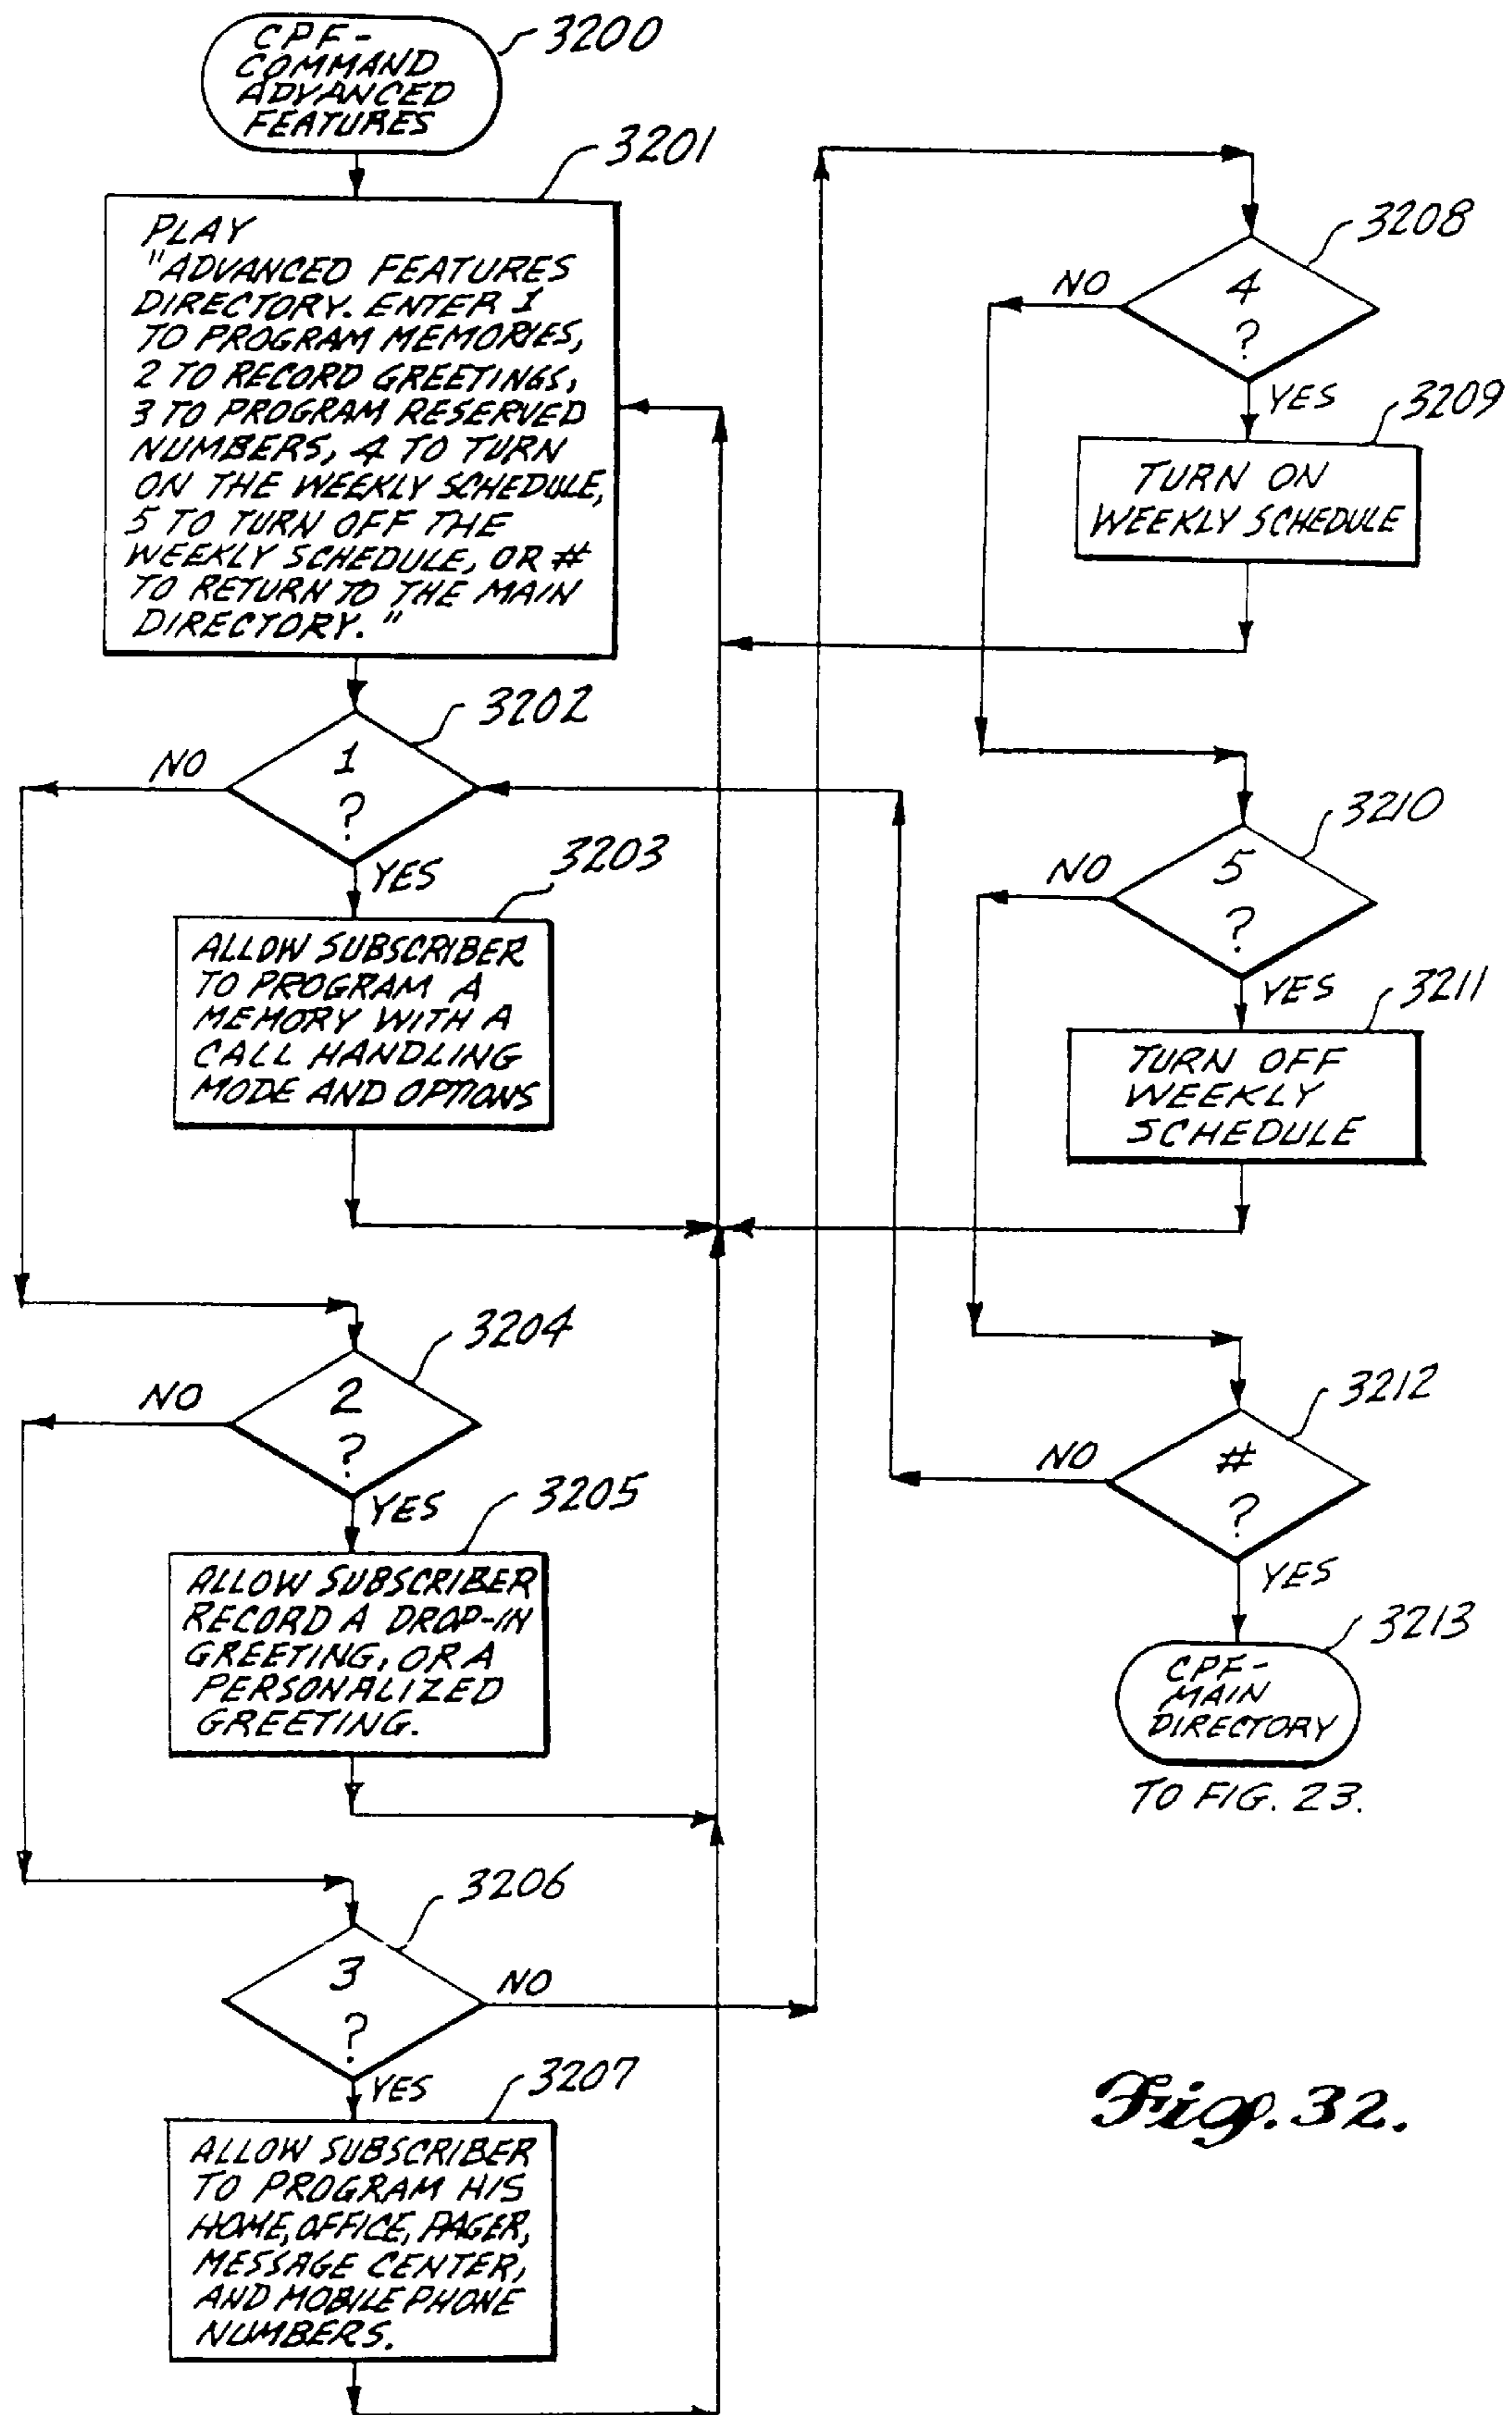 CPF-
COMMAND
ADVANCED
FEATURES
3200
3201
PLAY
"ADVANCED FEATURES
DIRECTORY. ENTER 1
TO PROGRAM MEMORIES,
2 TO RECORD GREETINGS,
3 TO PROGRAM RESERVED
NUMBERS, 4 TO TURN
ON THE WEEKLY SCHEDULE,
5 TO TURN OFF THE
WEEKLY SCHEDULE, OR #
TO RETURN TO THE MAIN
DIRECTORY."
3202
1
?
NO
YES
3203
ALLOW SUBSCRIBER
TO PROGRAM A
MEMORY WITH A
CALL HANDLING
MODE AND OPTIONS
3204
2
?
NO
YES
3205
ALLOW SUBSCRIBER
RECORD A DROP-IN
GREETING, OR A
PERSONALIZED
GREETING.
3206
3
?
NO
YES
3207
ALLOW SUBSCRIBER
TO PROGRAM HIS
HOME, OFFICE, PAGER,
MESSAGE CENTER,
AND MOBILE PHONE
NUMBERS.
3208
4
?
NO
YES
3209
TURN ON
WEEKLY SCHEDULE
3210
5
?
NO
YES
3211
TURN OFF
WEEKLY
SCHEDULE
3212
#
?
NO
YES
3213
CPF-
MAIN
DIRECTORY
TO FIG. 23.
Fig. 32.